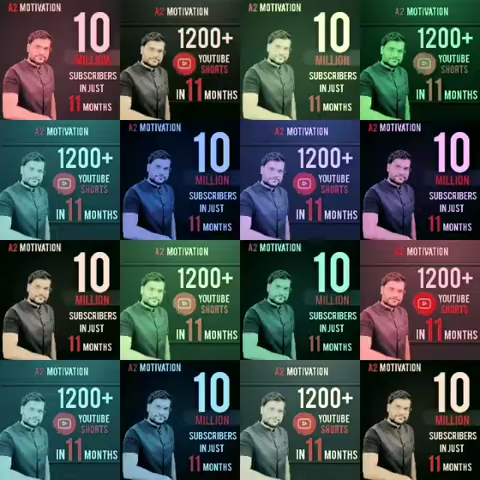 A2 MOTIVATION
10
MILLION
SUBSCRIBERS
IN JUST
11 MONTHS
A2 MOTIVATION
1200+
YOUTUBE
SHORTS
IN 11 MONTHS
A2 MOTIVATION
10
MILLION
SUBSCRIBERS
IN JUST
11 MONTHS
A2 MOTIVATION
1200+
YOUTUBE
SHORTS
IN 11 MONTHS
A2 MOTIVATION
1200+
YOUTUBE
SHORTS
IN 11 MONTHS
A2 MOTIVATION
10
MILLION
SUBSCRIBERS
IN JUST
11 MONTHS
A2 MOTIVATION
1200+
YOUTUBE
SHORTS
IN 11 MONTHS
A2 MOTIVATION
10
MILLION
SUBSCRIBERS
IN JUST
11 MONTHS
A2 MOTIVATION
10
MILLION
SUBSCRIBERS
IN JUST
11 MONTHS
A2 MOTIVATION
1200+
YOUTUBE
SHORTS
IN 11 MONTHS
A2 MOTIVATION
10
MILLION
SUBSCRIBERS
IN JUST
11 MONTHS
A2 MOTIVATION
1200+
YOUTUBE
SHORTS
IN 11 MONTHS
A2 MOTIVATION
1200+
YOUTUBE
SHORTS
IN 11 MONTHS
A2 MOTIVATION
10
MILLION
SUBSCRIBERS
IN JUST
11 MONTHS
A2 MOTIVATION
1200+
YOUTUBE
SHORTS
IN 11 MONTHS
A2 MOTIVATION
10
MILLION
SUBSCRIBERS
IN JUST
11 MONTHS